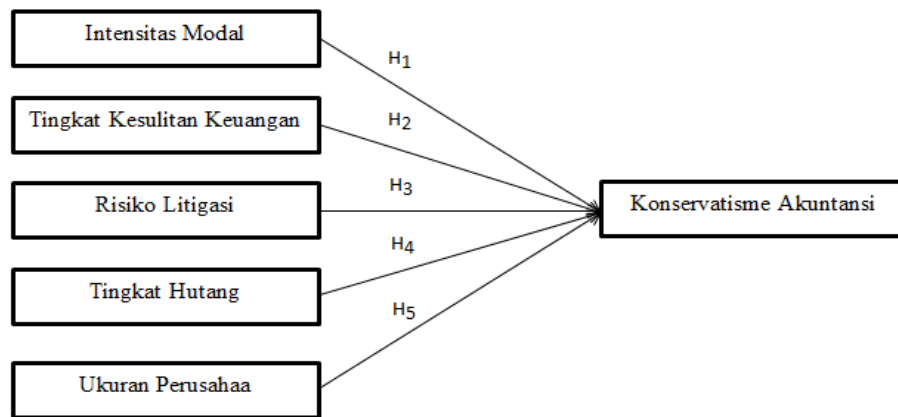 Intensitas Modal
H1
Tingkat Kesulitan Keuangan
H2
Risiko Litigasi
H3
Konservatisme Akuntansi
Tingkat Hutang
H4
Ukuran Perusahaa
H5